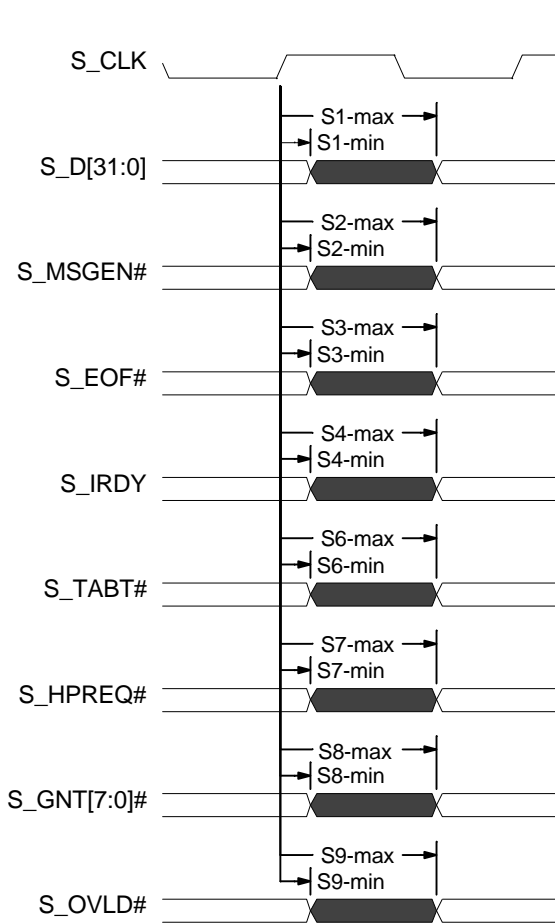 S_CLK
S1-max
S1-min
S_D[31:0]
S2-max
S2-min
S_MSGEN#
S3-max
S3-min
S_EOF#
S4-max
S4-min
S_IRDY
S6-max
S6-min
S_TABT#
S7-max
S7-min
S_HPREQ#
S8-max
S8-min
S_GNT[7:0]#
S9-max
S9-min
S_OVLD#